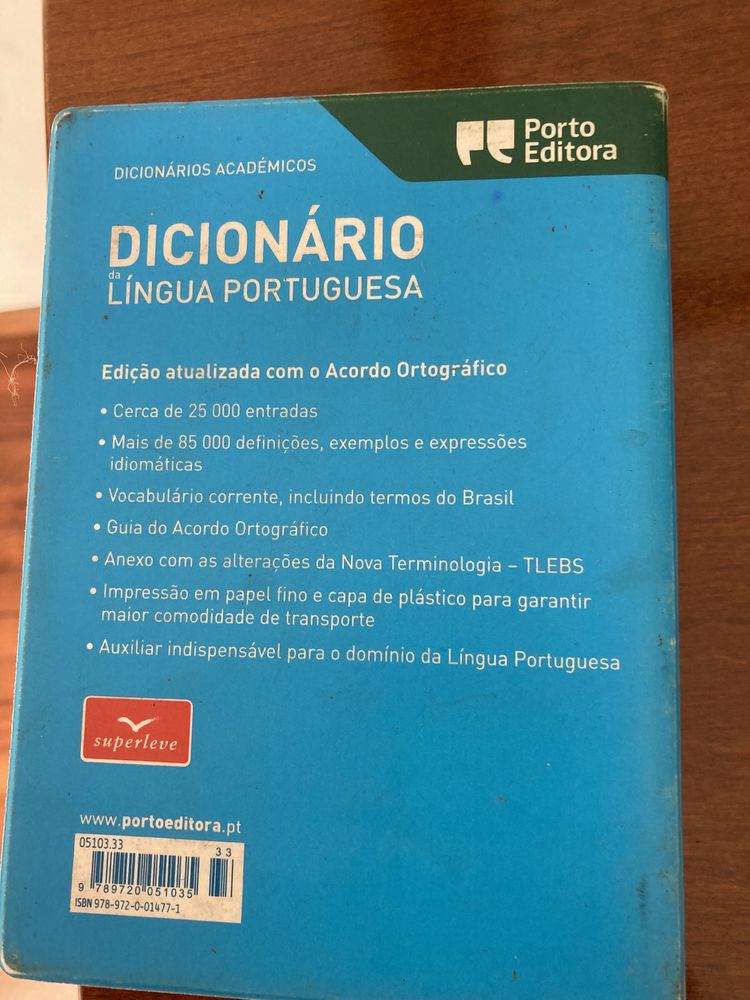 Porto
Editora
DICIONÁRIOS ACADÉMICOS
DICIONÁRIO
da
LÍNGUA PORTUGUESA
Edição atualizada com o Acordo Ortográfico
• Cerca de 25 000 entradas
• Mais de 85 000 definições, exemplos e expressões
idiomáticas
• Vocabulário corrente, incluindo termos do Brasil
• Guia do Acordo Ortográfico
• Anexo com as alterações da Nova Terminologia – TLEBS
• Impressão em papel fino e capa de plástico para garantir
maior comodidade de transporte
• Auxiliar indispensável para o domínio da Língua Portuguesa
superleve
www.portoeditora.pt
05103.33
33
9 789720 051035
ISBN 978-972-0-01477-1